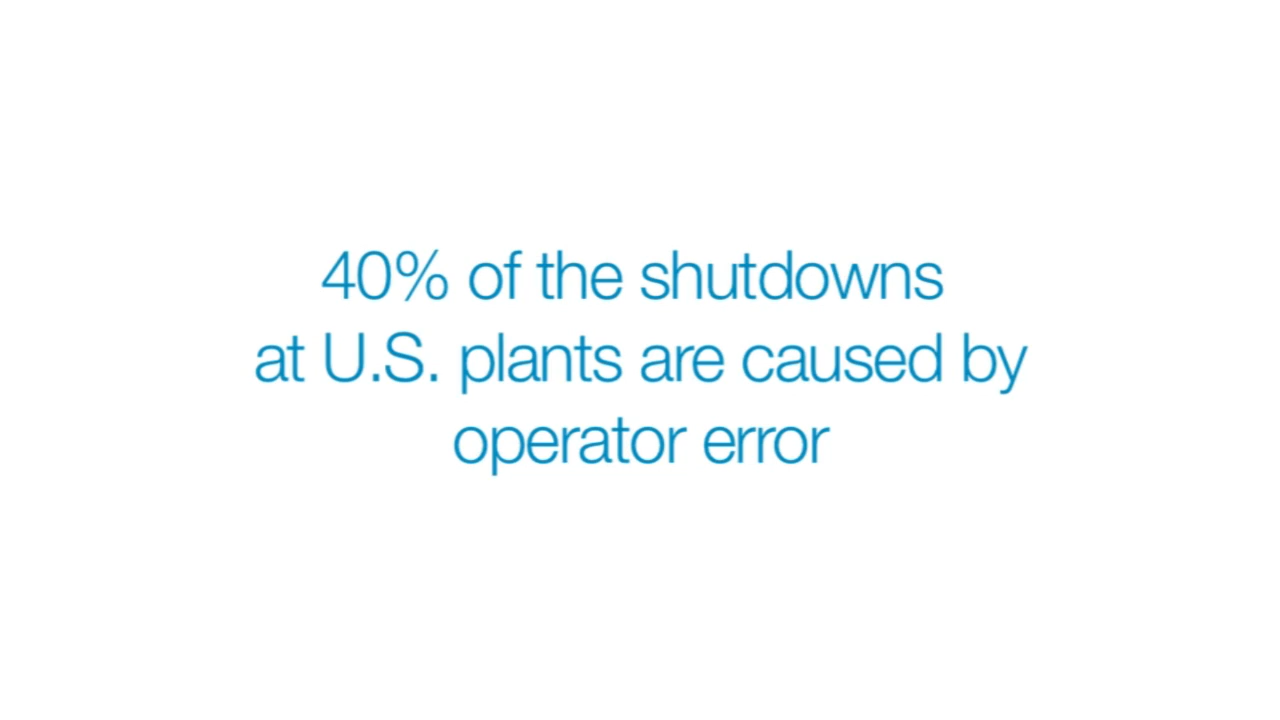 40% of the shutdowns
at U.S. plants are caused by
operator error